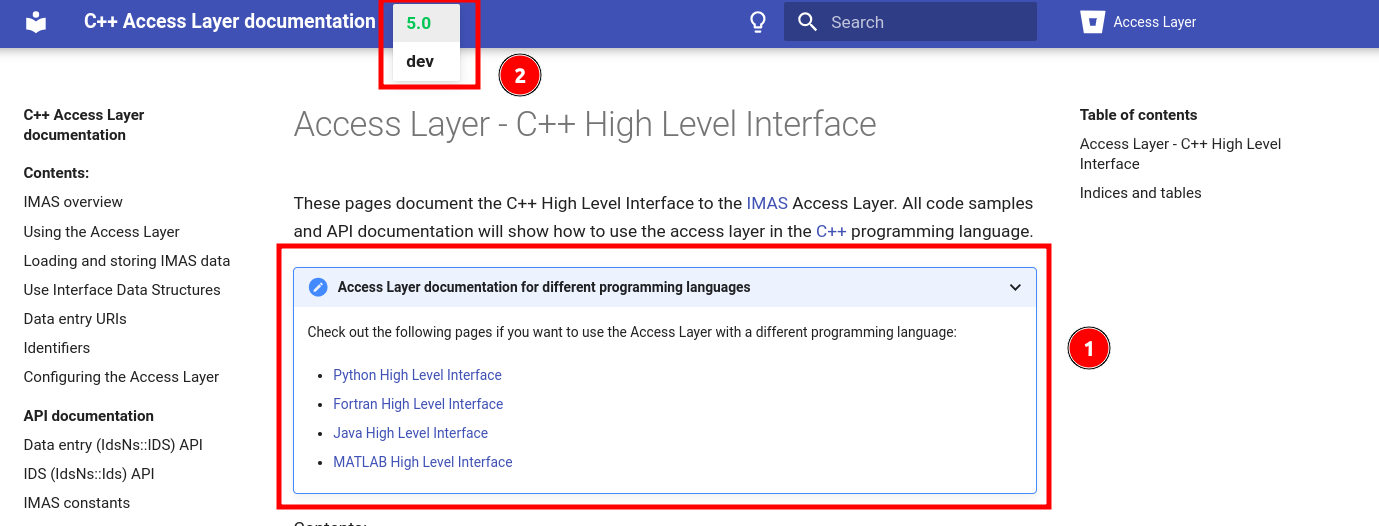 C++ Access Layer documentation
5.0
dev
Search
Access Layer
2
C++ Access Layer
documentation
Contents:
IMAS overview
Using the Access Layer
Loading and storing IMAS data
Use Interface Data Structures
Data entry URIs
Identifiers
Configuring the Access Layer
API documentation
Data entry (IdsNs::IDS) API
IDS (IdsNs::Ids) API
IMAS constants
Access Layer - C++ High Level Interface
These pages document the C++ High Level Interface to the IMAS Access Layer. All code samples
and API documentation will show how to use the access layer in the C++ programming language.
Access Layer documentation for different programming languages
Check out the following pages if you want to use the Access Layer with a different programming language:
Python High Level Interface
Fortran High Level Interface
Java High Level Interface
MATLAB High Level Interface
1
Contents:
Table of contents
Access Layer - C++ High Level
Interface
Indices and tables